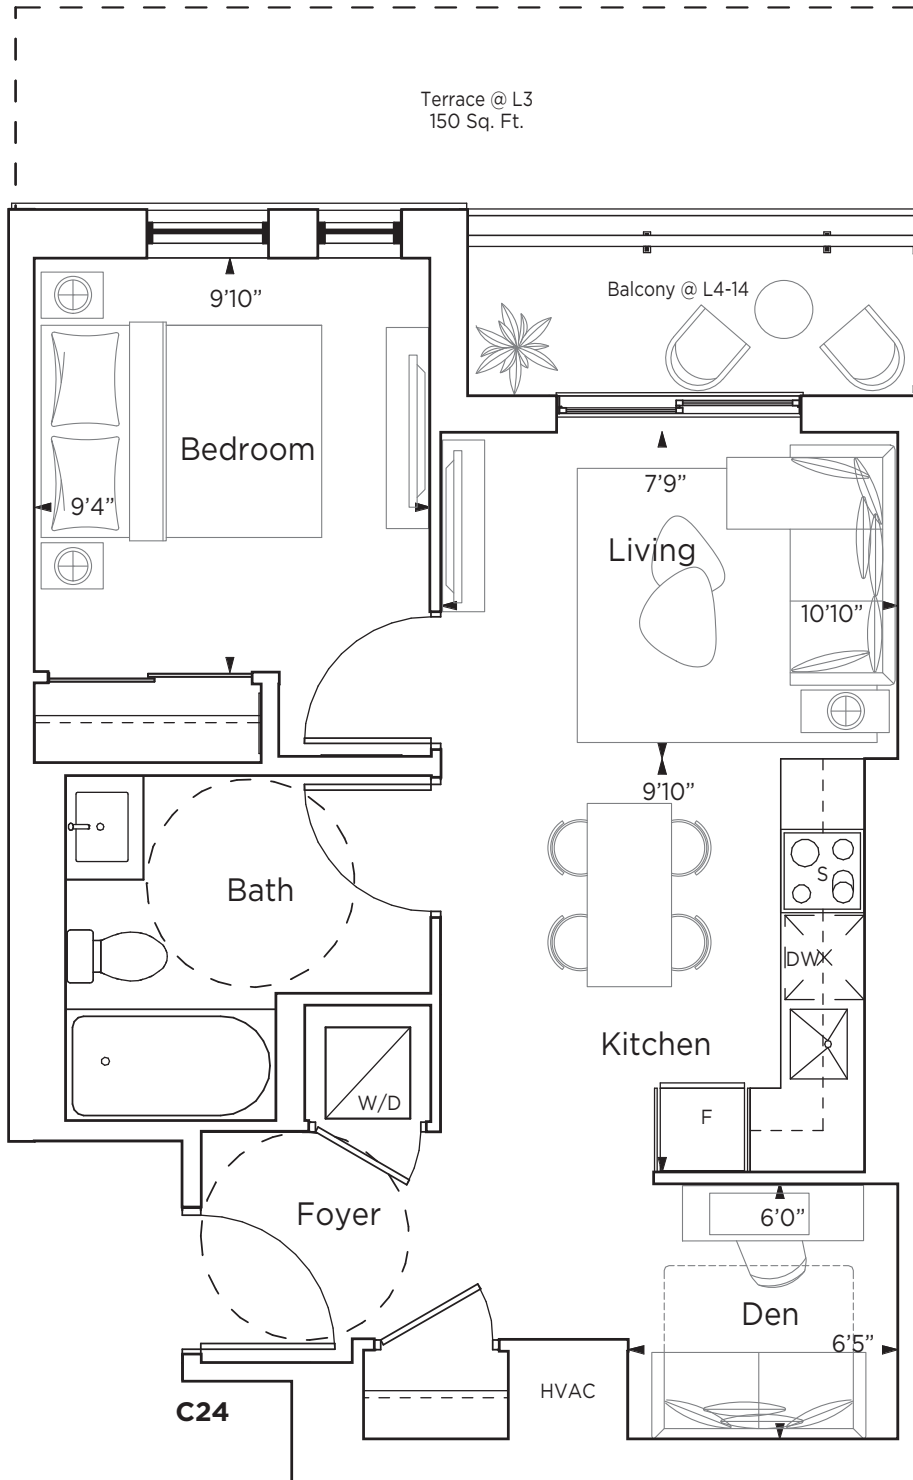 Terrace @ L3
150 Sq. Ft.
9’10”
Balcony @ L4-14
Bedroom
9’4”
7’9”
Living
10’10”
9’10”
S
Bath
DW
Kitchen
W/D
F
Foyer
6’0”
Den
6’5”
HVAC
C24